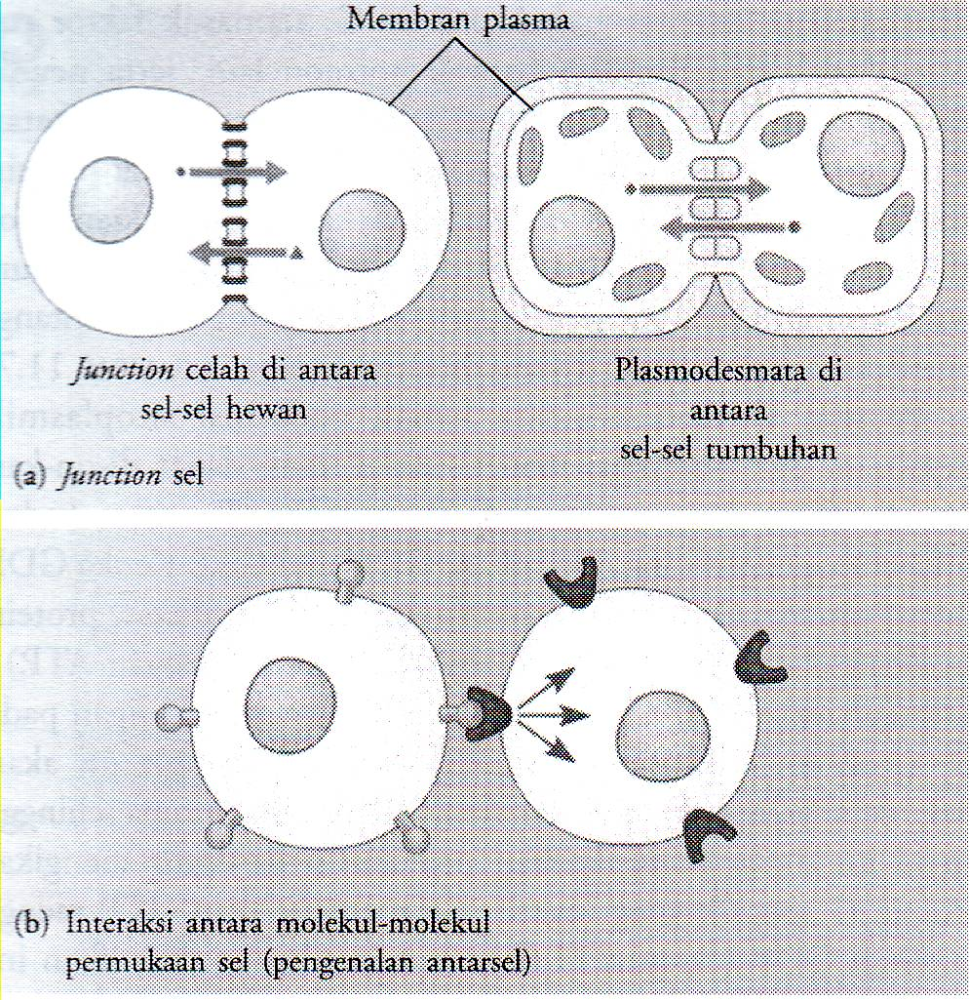 Membran plasma
Junction celah di antara
sel-sel hewan
Plasmodesmata di
antara
sel-sel tumbuhan
(a) Junction sel
(b) Interaksi antara molekul-molekul
permukaan sel (pengenalan antarsel)